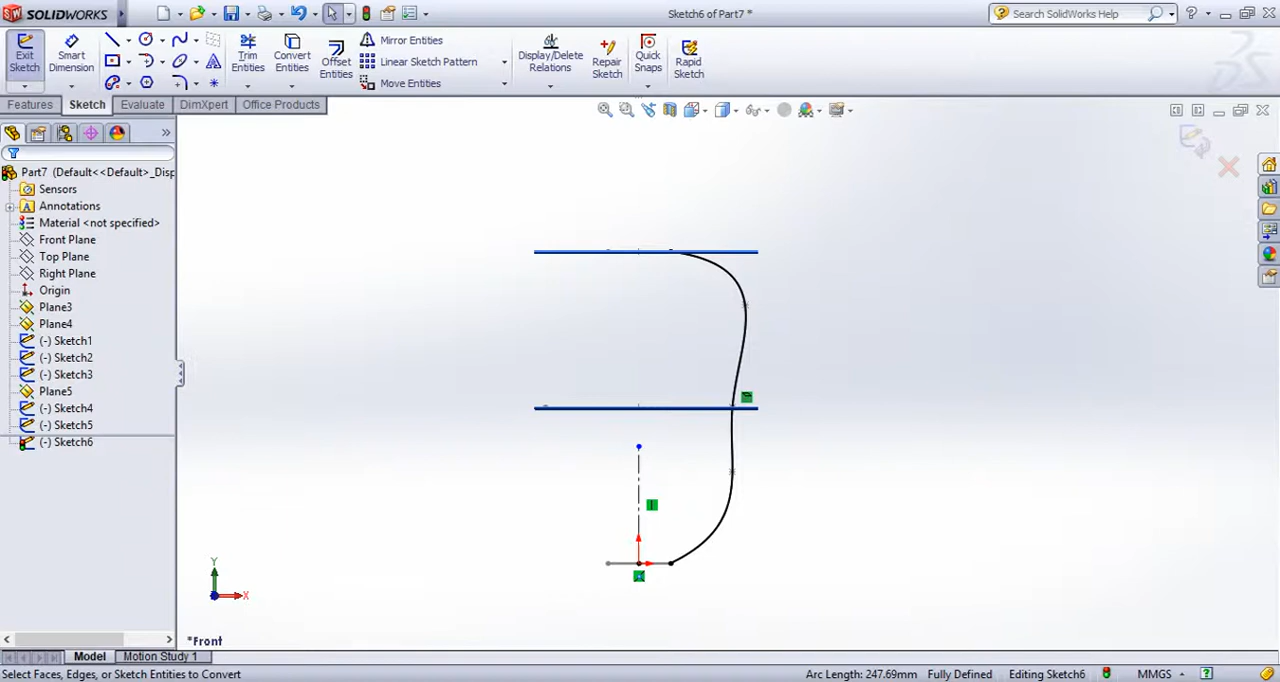 SOLIDWORKS
Sketch6 of Part7 *
Search SolidWorks Help
Exit Sketch
Smart Dimension
Trim Entities
Convert Entities
Offset Entities
Mirror Entities
Linear Sketch Pattern
Move Entities
Display/Delete Relations
Repair Sketch
Quick Snaps
Rapid Sketch
Features
Sketch
Evaluate
DimXpert
Office Products
Part7 (Default<<Default>_Disp
Sensors
Annotations
Material <not specified>
Front Plane
Top Plane
Right Plane
Origin
Plane3
Plane4
(-) Sketch1
(-) Sketch2
(-) Sketch3
Plane5
(-) Sketch4
(-) Sketch5
(-) Sketch6
Y
X
*Front
Model
Motion Study 1
Select Faces, Edges, or Sketch Entities to Convert
Arc Length: 247.69mm
Fully Defined
Editing Sketch6
MMGS